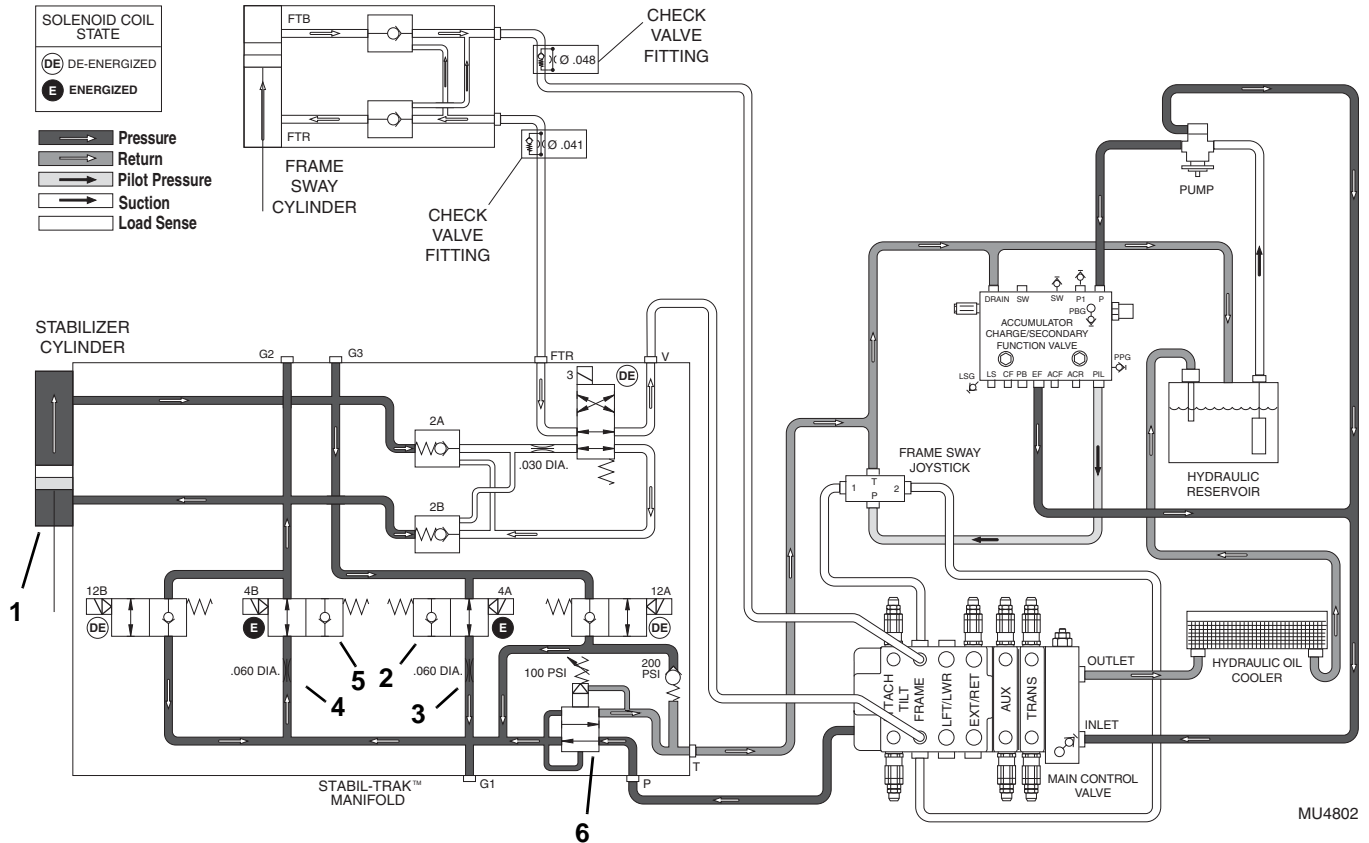 SOLENOID COIL
STATE
DE DE-ENERGIZED
E ENERGIZED
Pressure
Return
Pilot Pressure
Suction
Load Sense
FTB
FTR
FRAME
SWAY
CYLINDER
CHECK
VALVE
FITTING
Ø .048
Ø .041
CHECK
VALVE
FITTING
PUMP
DRAIN SW SW P1 P
PBG
ACCUMULATOR
CHARGE/SECONDARY
FUNCTION VALVE
PPG
LSG
LS CF PB EF ACF ACR PIL
HYDRAULIC
RESERVOIR
FRAME SWAY
JOYSTICK
1 T 2
P
STABILIZER
CYLINDER
G2 G3 FTR V
3 DE
2A
.030 DIA.
2B
1
12B 4B 4A 12A
DE E E DE
.060 DIA. 5 2 .060 DIA. 100 PSI 200
PSI
4 3
T
G1 P
STABIL-TRAK™
MANIFOLD
6
TTACH
TILT
FRAME
LFT/LWR
EXT/RET
AUX
TRANS
OUTLET
INLET
HYDRAULIC OIL
COOLER
MAIN CONTROL
VALVE
MU4802